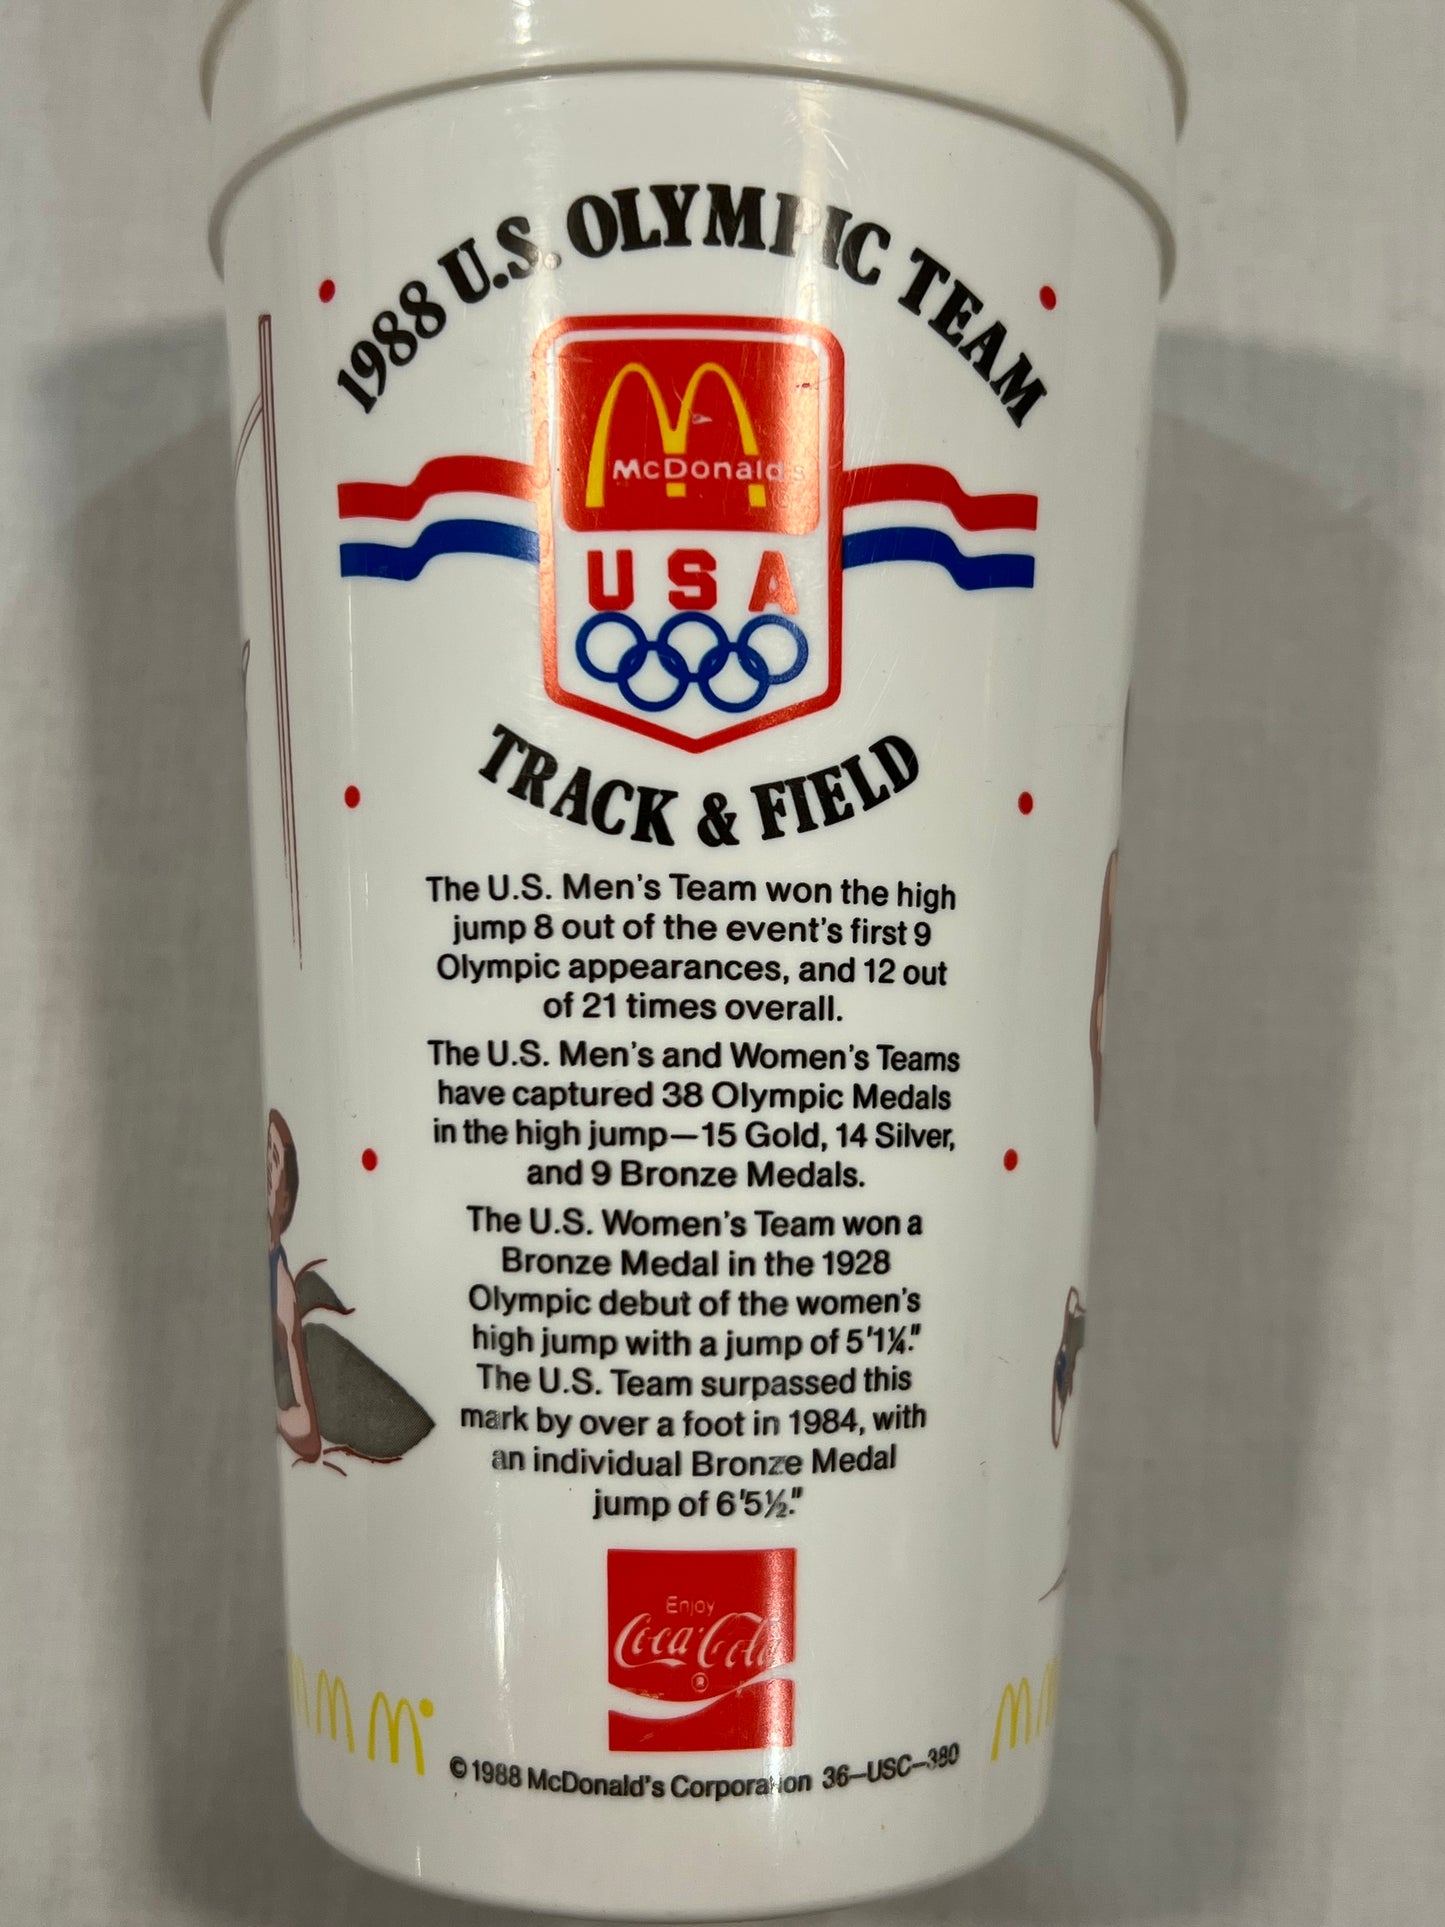 1988 U.S. OLYMPIC TEAM
McDonald's
USA
TRACK & FIELD
The U.S. Men's Team won the high
jump 8 out of the event's first 9
Olympic appearances, and 12 out
of 21 times overall.
The U.S. Men's and Women's Teams
have captured 38 Olympic Medals
in the high jump—15 Gold, 14 Silver,
and 9 Bronze Medals.
The U.S. Women's Team won a
Bronze Medal in the 1928
Olympic debut of the women's
high jump with a jump of 5'1¼."
The U.S. Team surpassed this
mark by over a foot in 1984, with
an individual Bronze Medal
jump of 6'5½."
Enjoy
Coca-Cola
®
© 1988 McDonald's Corporation 36–USC–380